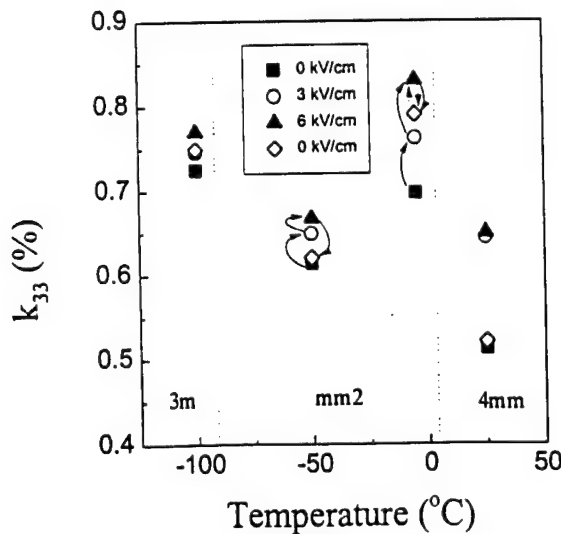 0.9
0.8
0.7
0.6
0.5
0.4
k33 (%)
0 kV/cm
3 kV/cm
6 kV/cm
0 kV/cm
3m
mm2
4mm
-100
-50
0
50
Temperature (°C)